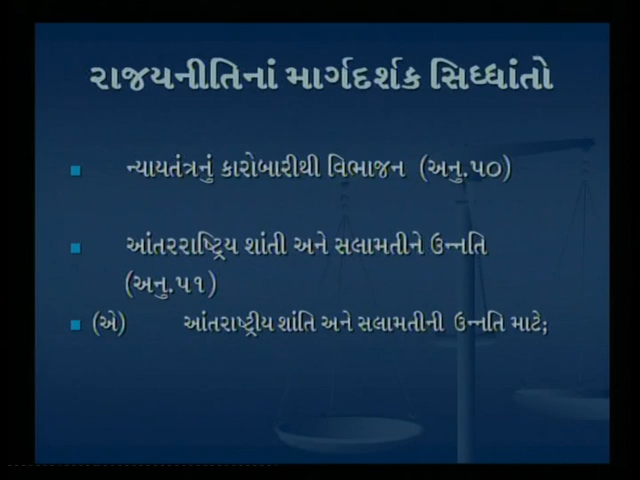 રાજયનીતિનાં માર્ગદર્શક સિધ્ધાંતો
ન્યાયતંત્રનું કારોબારીથી વિભાજન (અનુ.૫૦)
આંતરરાષ્ટ્રિય શાંતી અને સલામતીને ઉન્નતિ
(અનુ.૫૧)
(એ) આંતરાષ્ટ્રીય શાંતિ અને સલામતીની ઉન્નતિ માટે;